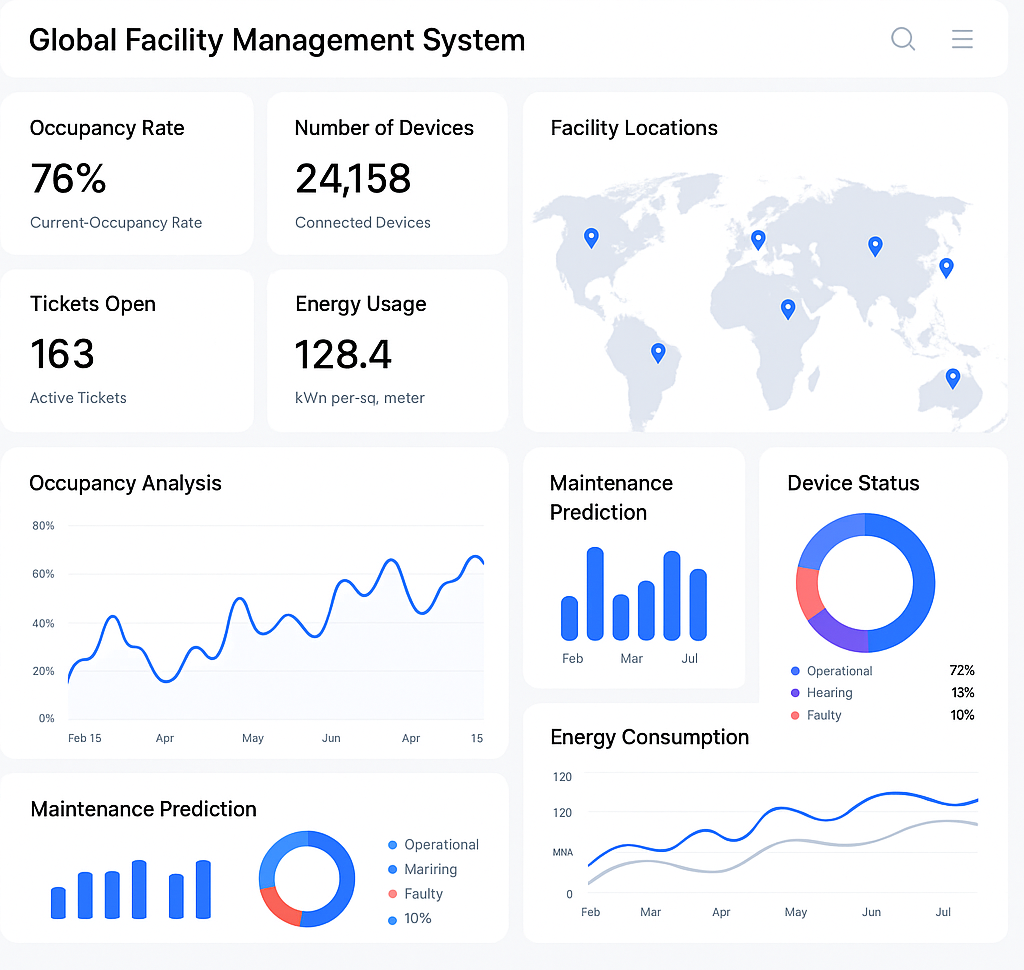 Global Facility Management System
Occupancy Rate
76%
Current-Occupancy Rate
Number of Devices
24,158
Connected Devices
Facility Locations
Tickets Open
163
Active Tickets
Energy Usage
128.4
kWn per-sq, meter
Occupancy Analysis
80%
60%
40%
20%
0%
Feb 15 Apr May Jun Apr 15
Maintenance
Prediction
Feb Mar Jul
Device Status
Operational 72%
Hearing 13%
Faulty 10%
Maintenance Prediction
Operational
Mariring
Faulty
10%
Energy Consumption
120
120
MNA
0
Feb Mar Apr May Jun Jul